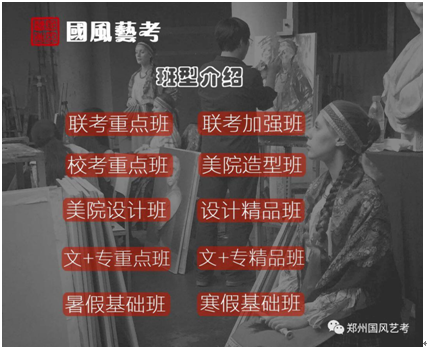 國風藝考
班型介绍
联考重点班 联考加强班
校考重点班 美院造型班
美院设计班 设计精品班
文+专重点班 文+专精品班
暑假基础班 寒假基础班
郑州国风艺考